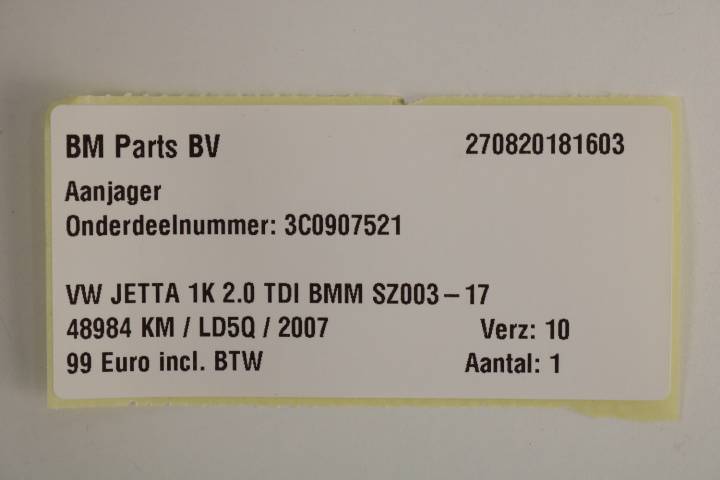 BM Parts BV 270820181603
Aanjager
Onderdeelnummer: 3C0907521
VW JETTA 1K 2.0 TDI BMM SZ003-17
48984 KM / LD5Q / 2007 Verz: 10
99 Euro incl. BTW Aantal: 1